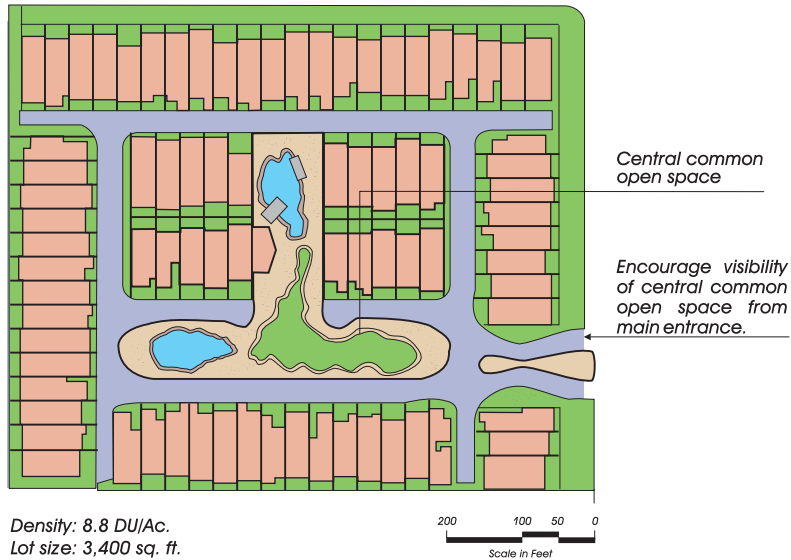 Central common
open space
Encourage visibility
of central common
open space from
main entrance.
Density: 8.8 DU/Ac.
Lot size: 3,400 sq. ft.
200 100 50 0
Scale in Feet